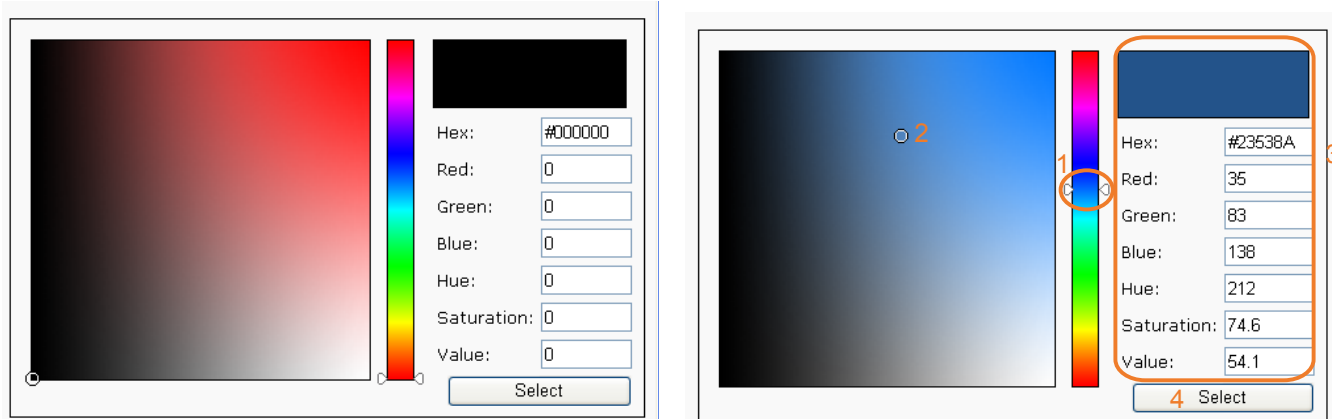 Hex: #000000
Red: 0
Green: 0
Blue: 0
Hue: 0
Saturation: 0
Value: 0
Select
1
2
3
Hex: #23538A
Red: 35
Green: 83
Blue: 138
Hue: 212
Saturation: 74.6
Value: 54.1
4 Select